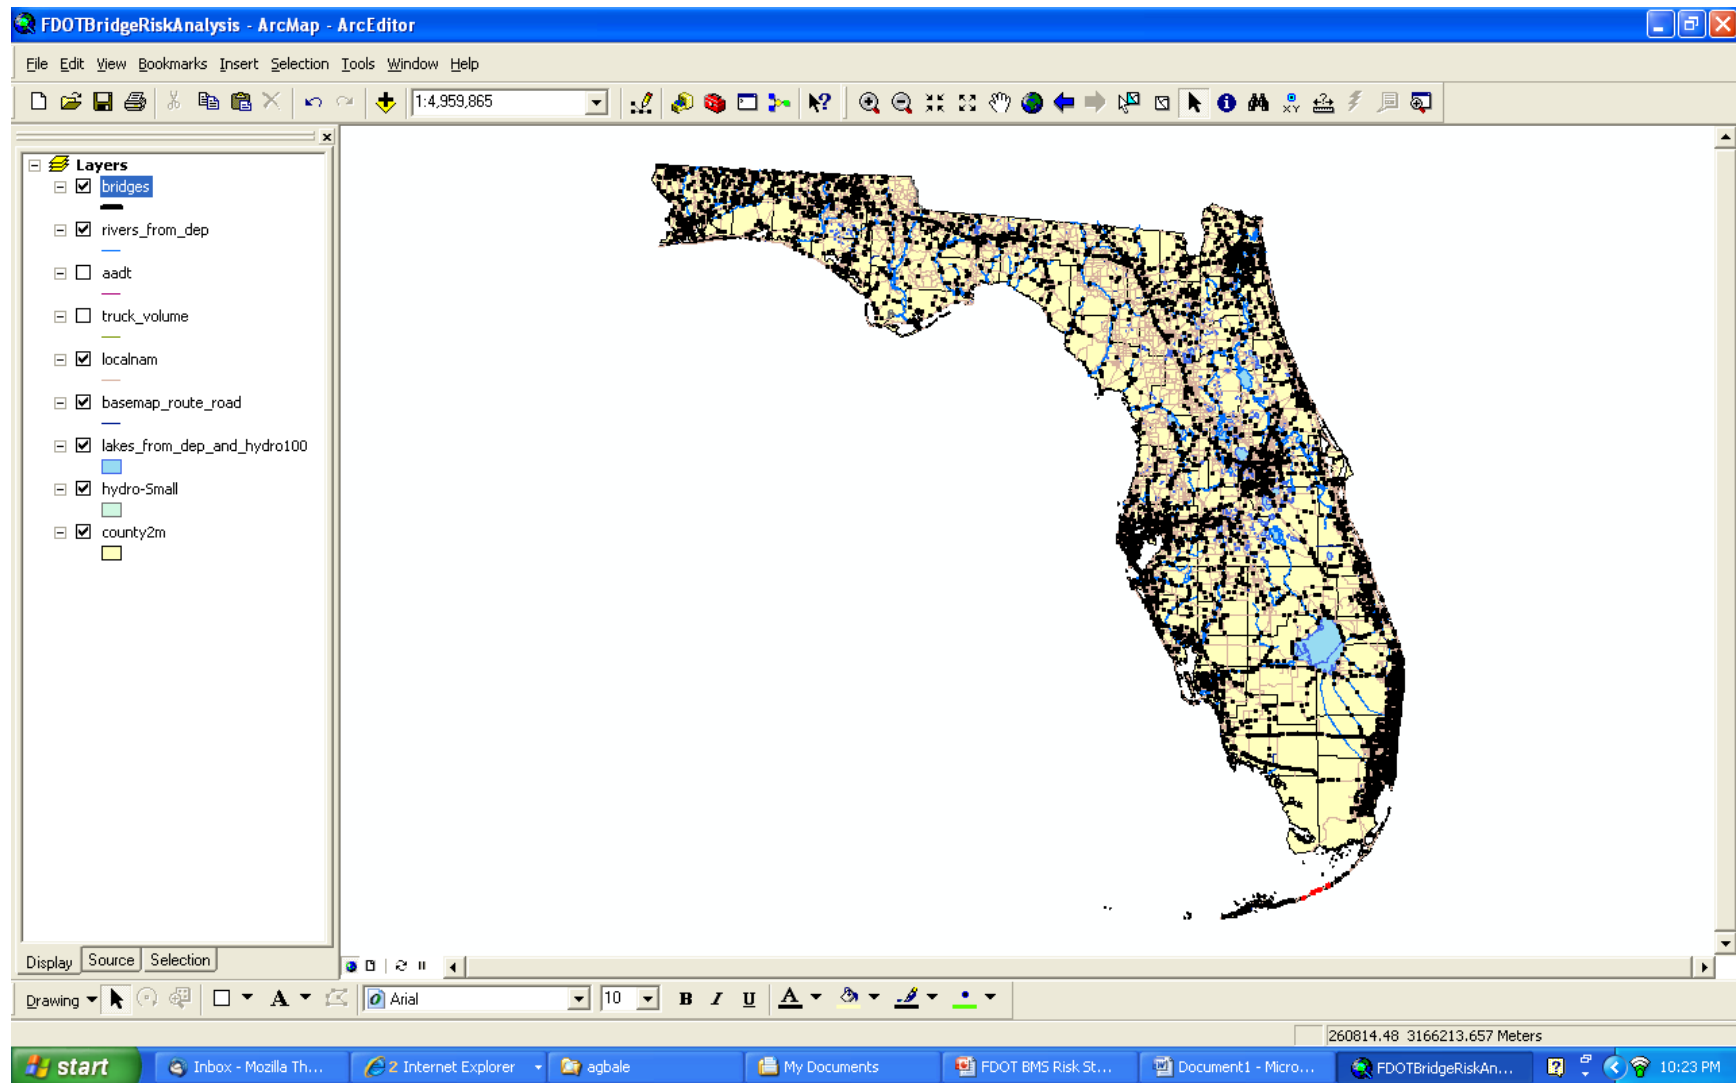 FDOTBridgeRiskAnalysis - ArcMap - ArcEditor
File Edit View Bookmarks Insert Selection Tools Window Help
1:4,959,865
Layers
bridges
rivers_from_dep
aadt
truck_volume
localnam
basemap_route_road
lakes_from_dep_and_hydro100
hydro-Small
county2m
Display Source Selection
Drawing A Arial 10 B I U A
260814.48 3166213.657 Meters
start Inbox - Mozilla Th... 2 Internet Explorer agbale My Documents FDOT BMS Risk St... Document1 - Micro... FDOTBridgeRiskAn... 10:23 PM